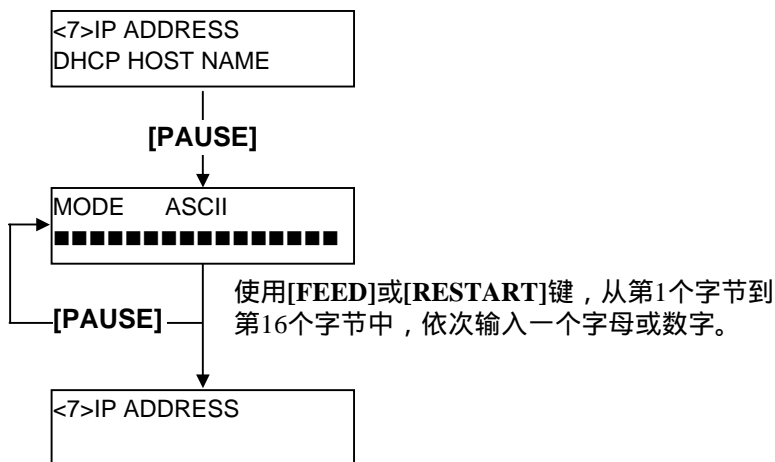 <7>IP ADDRESS
DHCP HOST NAME
[PAUSE]
MODE ASCII
■■■■■■■■■■■■■■■■
使用[FEED]或[RESTART]键，从第1个字节到
第16个字节中，依次输入一个字母或数字。
[PAUSE]
<7>IP ADDRESS